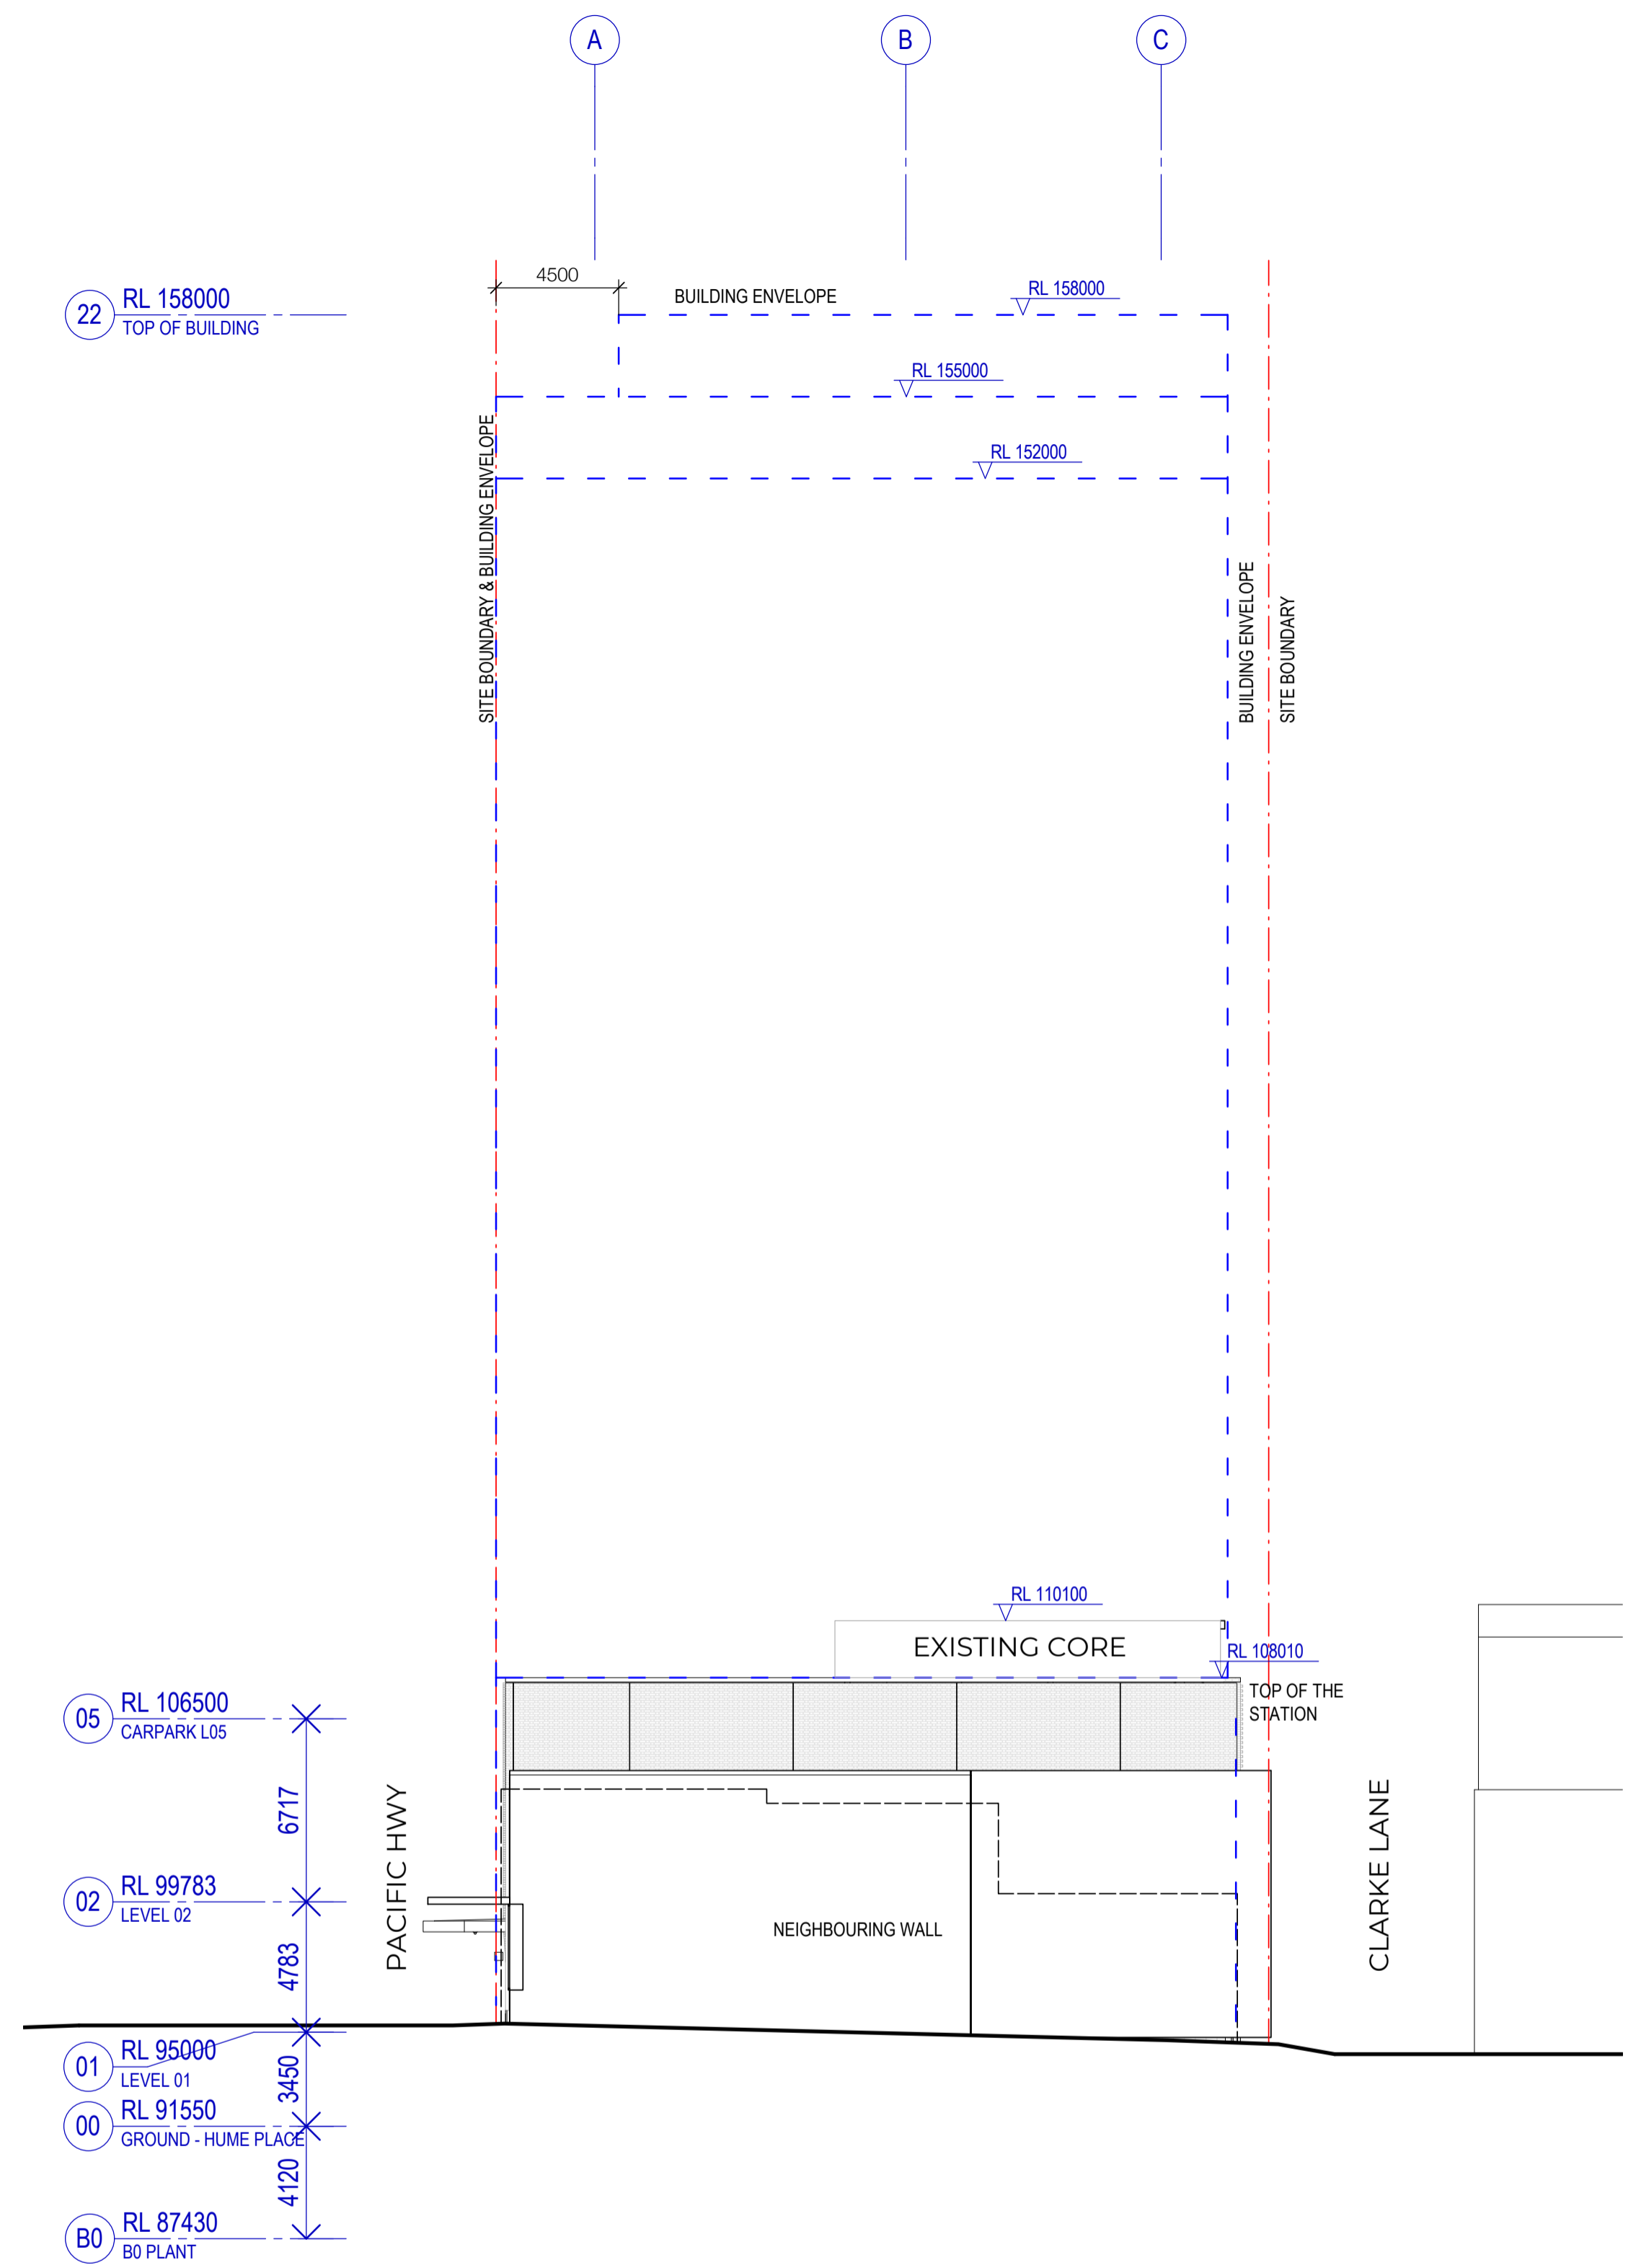 A
B
C
4500
22
RL 158000
TOP OF BUILDING
BUILDING ENVELOPE
RL 158000
RL 155000
RL 152000
SITE BOUNDARY & BUILDING ENVELOPE
BUILDING ENVELOPE
SITE BOUNDARY
RL 110100
EXISTING CORE
RL 108010
TOP OF THE
STATION
05
RL 106500
CARPARK L05
6717
PACIFIC HWY
CLARKE LANE
02
RL 99783
LEVEL 02
NEIGHBOURING WALL
4783
01
RL 95000
LEVEL 01
3450
00
RL 91550
GROUND - HUME PLACE
4120
B0
RL 87430
B0 PLANT